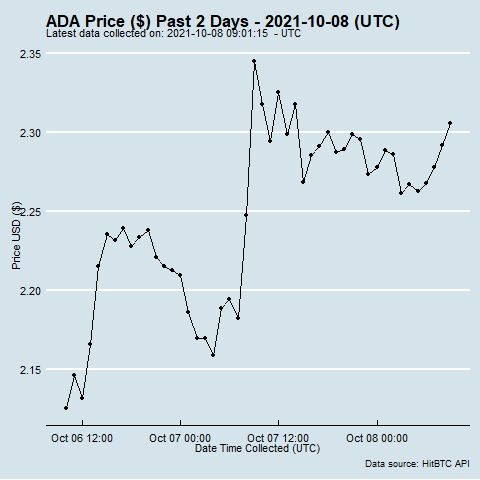 ADA Price ($) Past 2 Days - 2021-10-08 (UTC)
Latest data collected on: 2021-10-08 09:01:15 - UTC
2.35
2.30
2.25
2.20
2.15
Price USD ($)
Oct 06 12:00 Oct 07 00:00 Oct 07 12:00 Oct 08 00:00
Date Time Collected (UTC)
Data source: HitBTC API